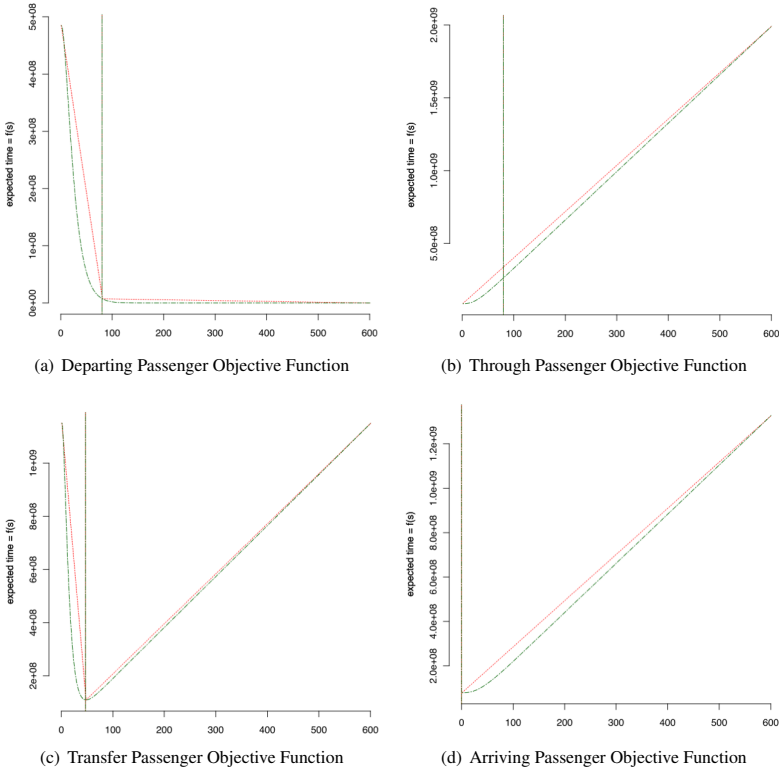 5e+08
4e+08
3e+08
2e+08
1e+08
0e+00
expected time = f(s)
0 100 200 300 400 500 600
(a) Departing Passenger Objective Function
2.0e+09
1.5e+09
1.0e+09
5.0e+08
expected time = f(s)
0 100 200 300 400 500 600
(b) Through Passenger Objective Function
1e+09
8e+08
6e+08
4e+08
2e+08
expected time = f(s)
0 100 200 300 400 500 600
(c) Transfer Passenger Objective Function
1.2e+09
1.0e+09
8.0e+08
6.0e+08
4.0e+08
2.0e+08
expected time = f(s)
0 100 200 300 400 500 600
(d) Arriving Passenger Objective Function